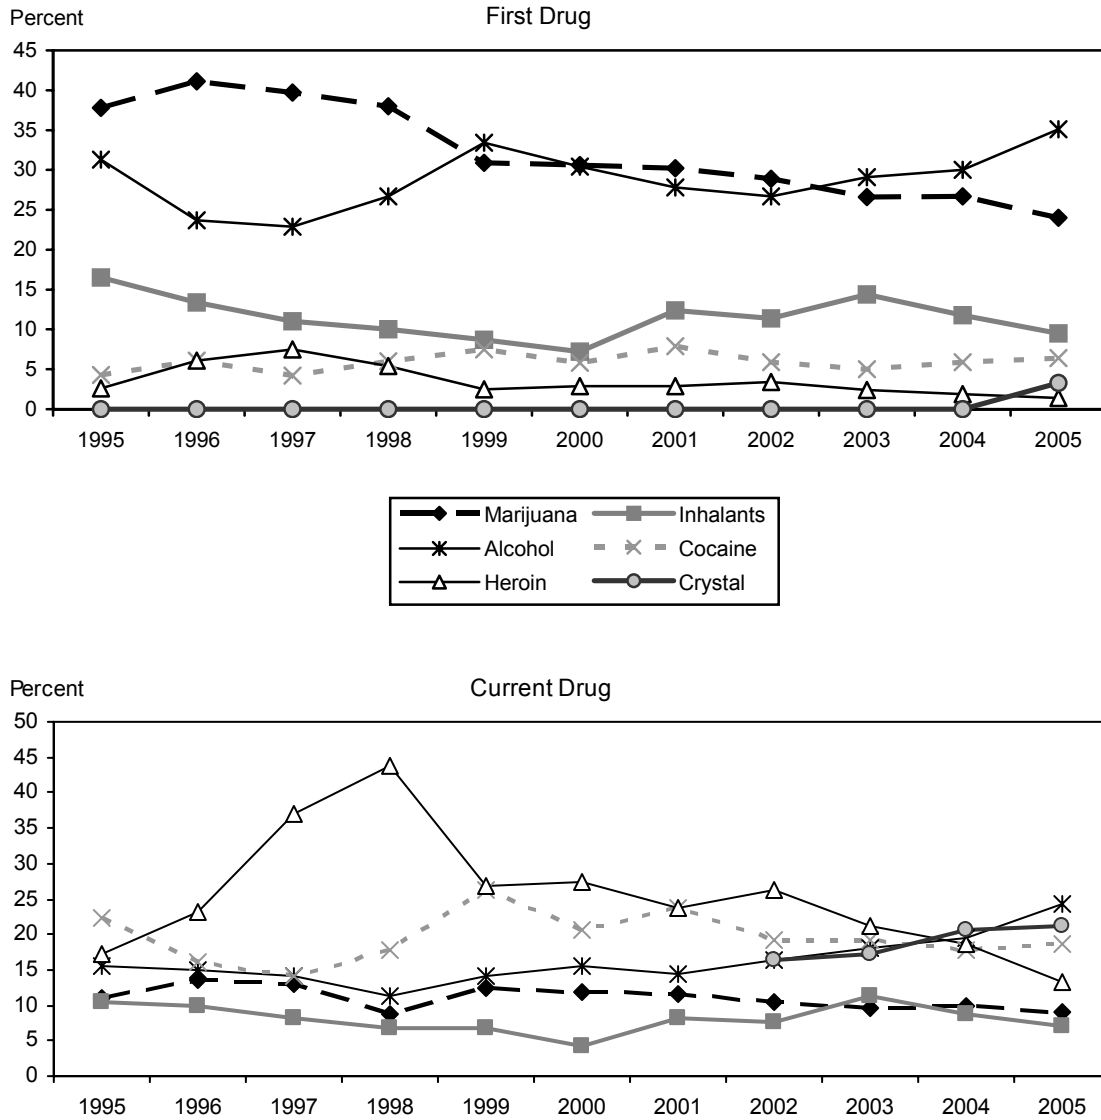 Percent
First Drug
45
40
35
30
25
20
15
10
5
0
1995 1996 1997 1998 1999 2000 2001 2002 2003 2004 2005
Marijuana Inhalants
Alcohol Cocaine
Heroin Crystal
Percent
Current Drug
50
45
40
35
30
25
20
15
10
5
0
1995 1996 1997 1998 1999 2000 2001 2002 2003 2004 2005